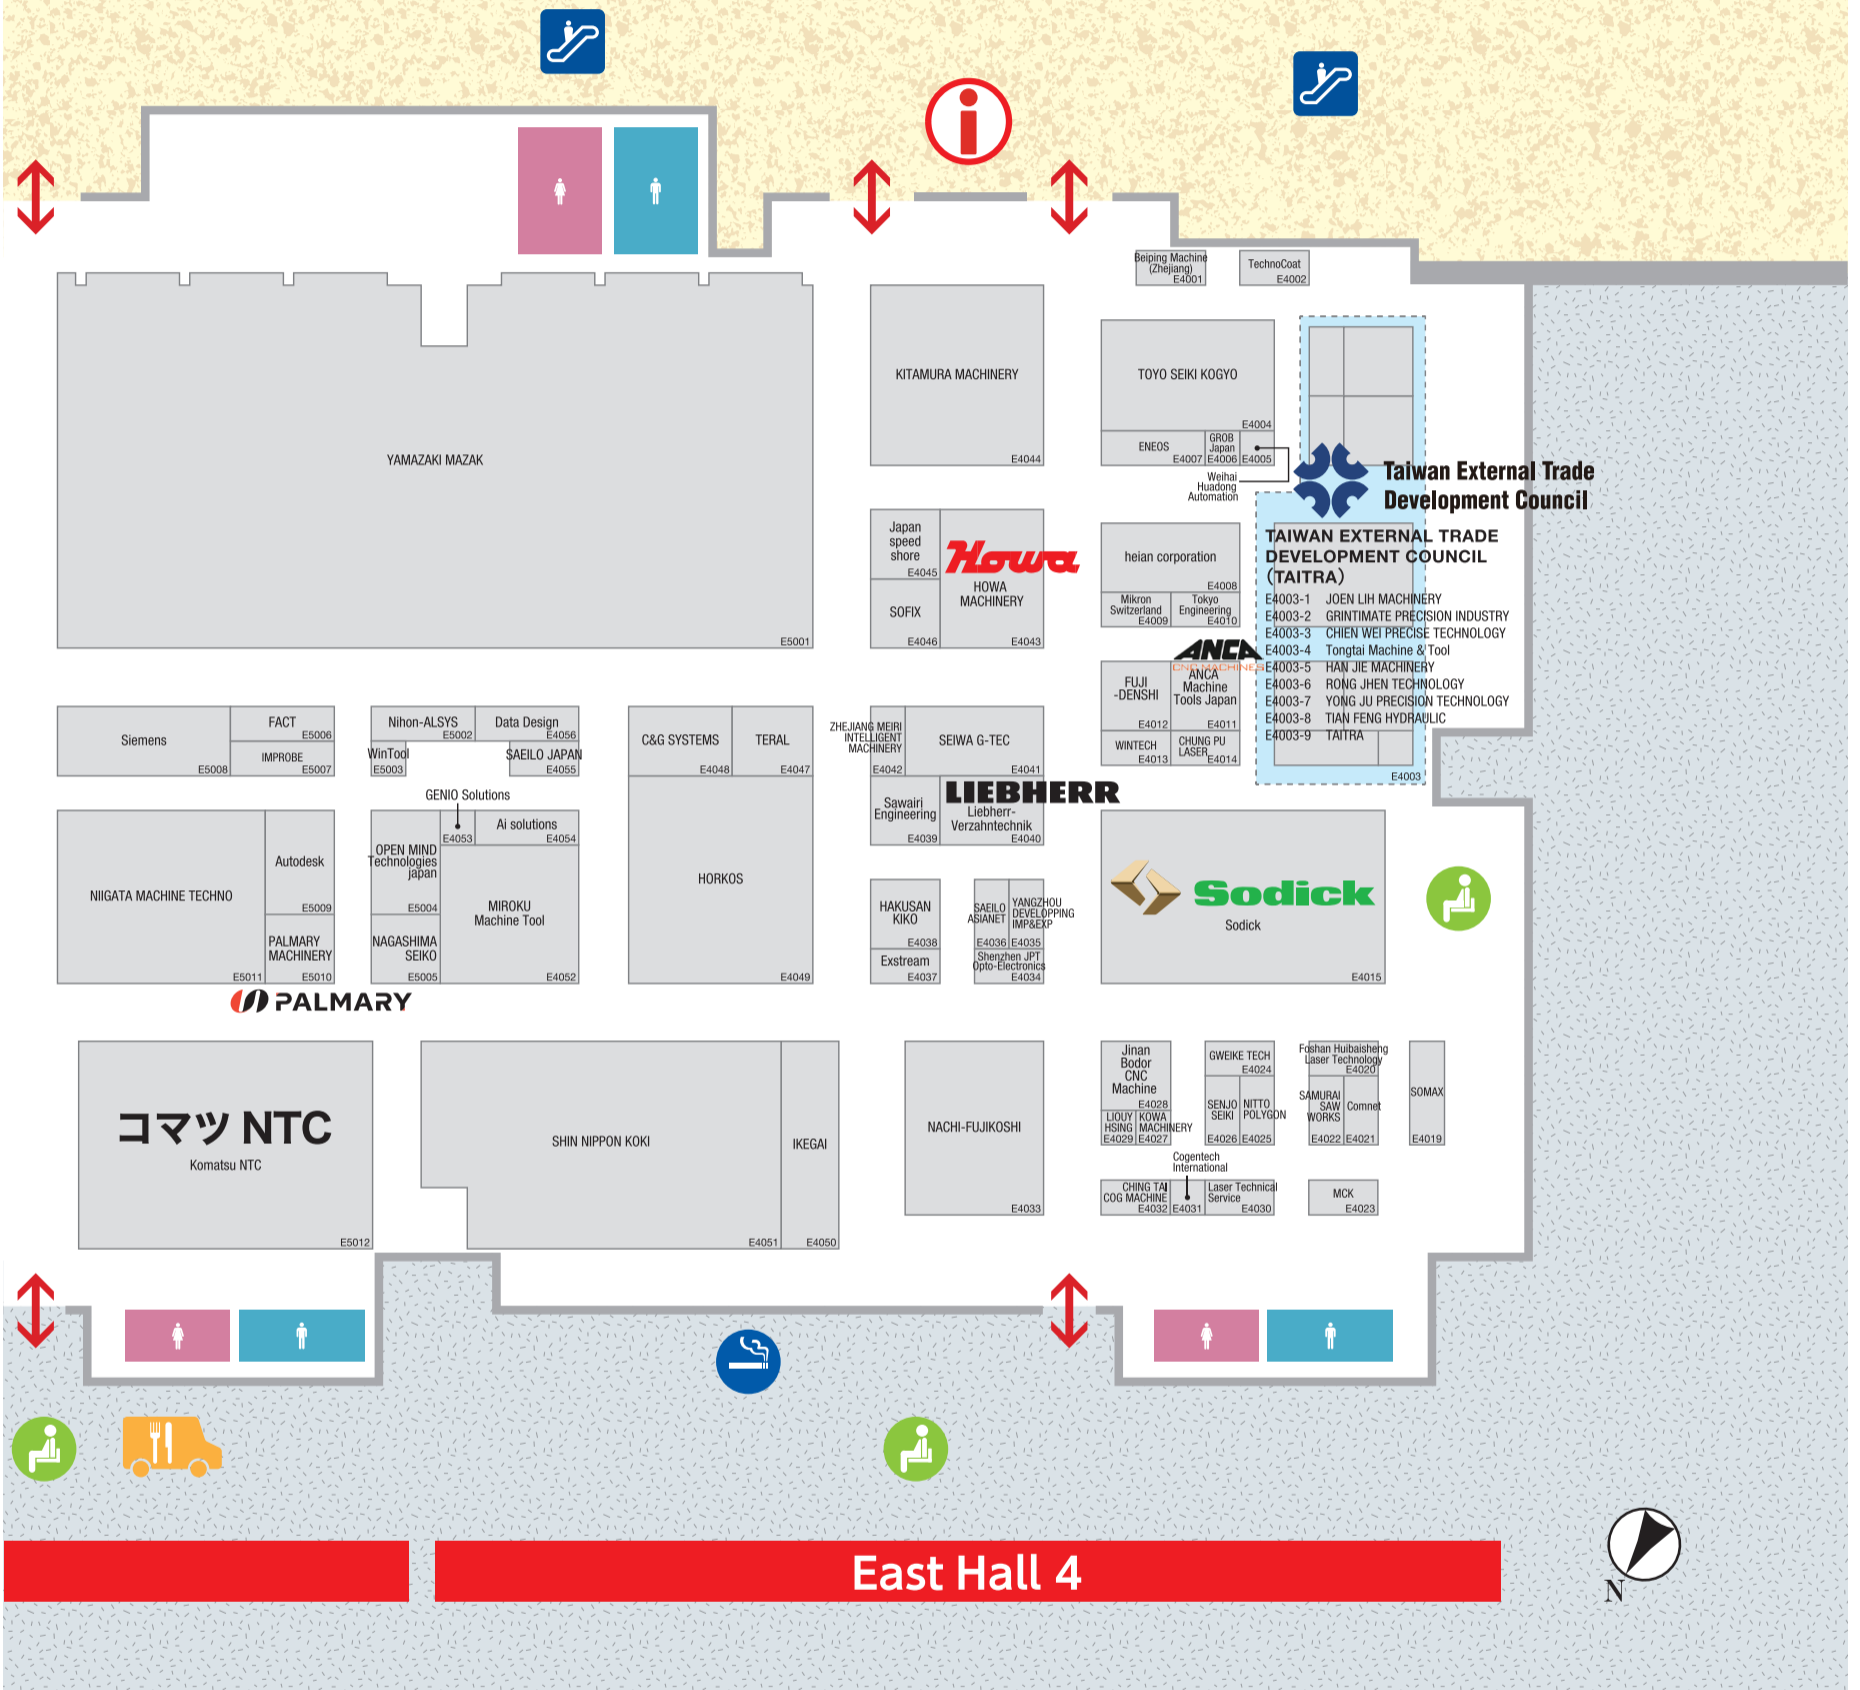 Beiping Machine
(Zhejiang)
E4001
TechnoCoat
E4002
YAMAZAKI MAZAK
E5001
KITAMURA MACHINERY
E4044
TOYO SEIKI KOGYO
E4004
ENEOS
E4007
GROB
Japan
E4006
E4005
Weihai
Huadong
Automation
Taiwan External Trade
Development Council
TAIWAN EXTERNAL TRADE
DEVELOPMENT COUNCIL
(TAITRA)
E4003-1 JOEN LIH MACHINERY
E4003-2 GRINTIMATE PRECISION INDUSTRY
E4003-3 CHIEN WEI PRECISE TECHNOLOGY
E4003-4 Tongtai Machine & Tool
E4003-5 HAN JIE MACHINERY
E4003-6 RONG JHEN TECHNOLOGY
E4003-7 YONG JU PRECISION TECHNOLOGY
E4003-8 TIAN FENG HYDRAULIC
E4003-9 TAITRA
E4003
Japan
speed
shore
E4045
Howa
HOWA
MACHINERY
E4043
SOFIX
E4046
heian corporation
E4008
Mikron
Switzerland
E4009
Tokyo
Engineering
E4010
ANCA
CNC MACHINES
FUJI
-DENSHI
E4012
ANCA
Machine
Tools Japan
E4011
WINTECH
E4013
CHUNG PU
LASER
E4014
Siemens
E5008
FACT
E5006
IMPROBE
E5007
Nihon-ALSYS
E5002
Data Design
E4056
WinTool
E5003
SAEILO JAPAN
E4055
C&G SYSTEMS
E4048
TERAL
E4047
ZHEJIANG MEIRI
INTELLIGENT
MACHINERY
E4042
SEIWA G-TEC
E4041
GENIO Solutions
E4053
Ai solutions
E4054
LIEBHERR
Sawairi
Engineering
E4039
Liebherr-
Verzahntechnik
E4040
NIIGATA MACHINE TECHNO
E5011
Autodesk
E5009
PALMARY
MACHINERY
E5010
OPEN MIND
Technologies
japan
E5004
NAGASHIMA
SEIKO
E5005
MIROKU
Machine Tool
E4052
HORKOS
E4049
HAKUSAN
KIKO
E4038
Exstream
E4037
SAEILO
ASIANET
E4036
YANGZHOU
DEVELOPPING
IMP&EXP
E4035
Shenzhen JPT
Opto-Electronics
E4034
Sodick
Sodick
E4015
PALMARY
コマツ NTC
Komatsu NTC
E5012
SHIN NIPPON KOKI
E4051
IKEGAI
E4050
NACHI-FUJIKOSHI
E4033
Jinan
Bodor
CNC
Machine
E4028
LIOUY
HSING
E4029
KOWA
MACHINERY
E4027
GWEIKE TECH
E4024
SENJO
SEIKI
E4026
NITTO
POLYGON
E4025
Foshan Huibaisheng
Laser Technology
E4020
SAMURAI
SAW
WORKS
E4022
Comnet
E4021
SOMAX
E4019
Cogentech
International
CHING TAI
COG MACHINE
E4032
E4031
Laser Technical
Service
E4030
MCK
E4023
East Hall 4
N